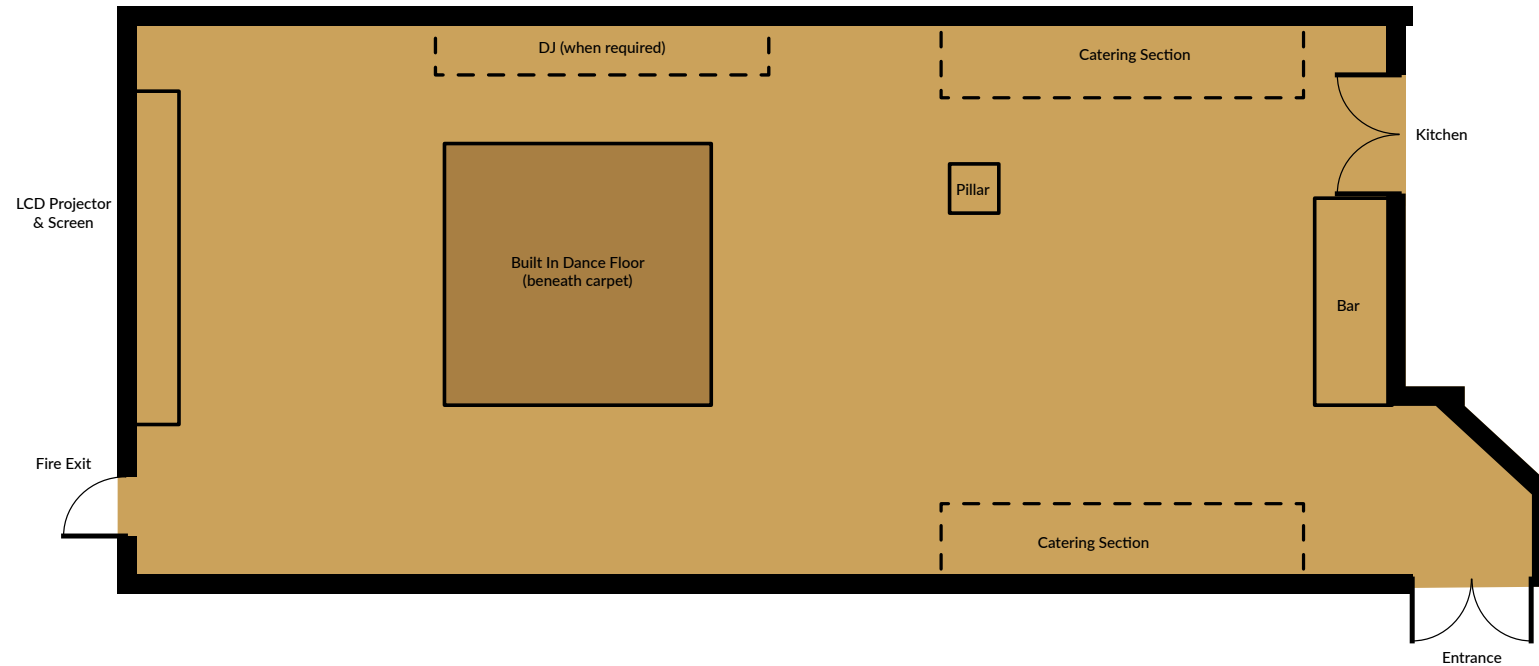 DJ (when required)
Catering Section
Kitchen
Pillar
LCD Projector
& Screen
Built In Dance Floor
(beneath carpet)
Bar
Fire Exit
Catering Section
Entrance